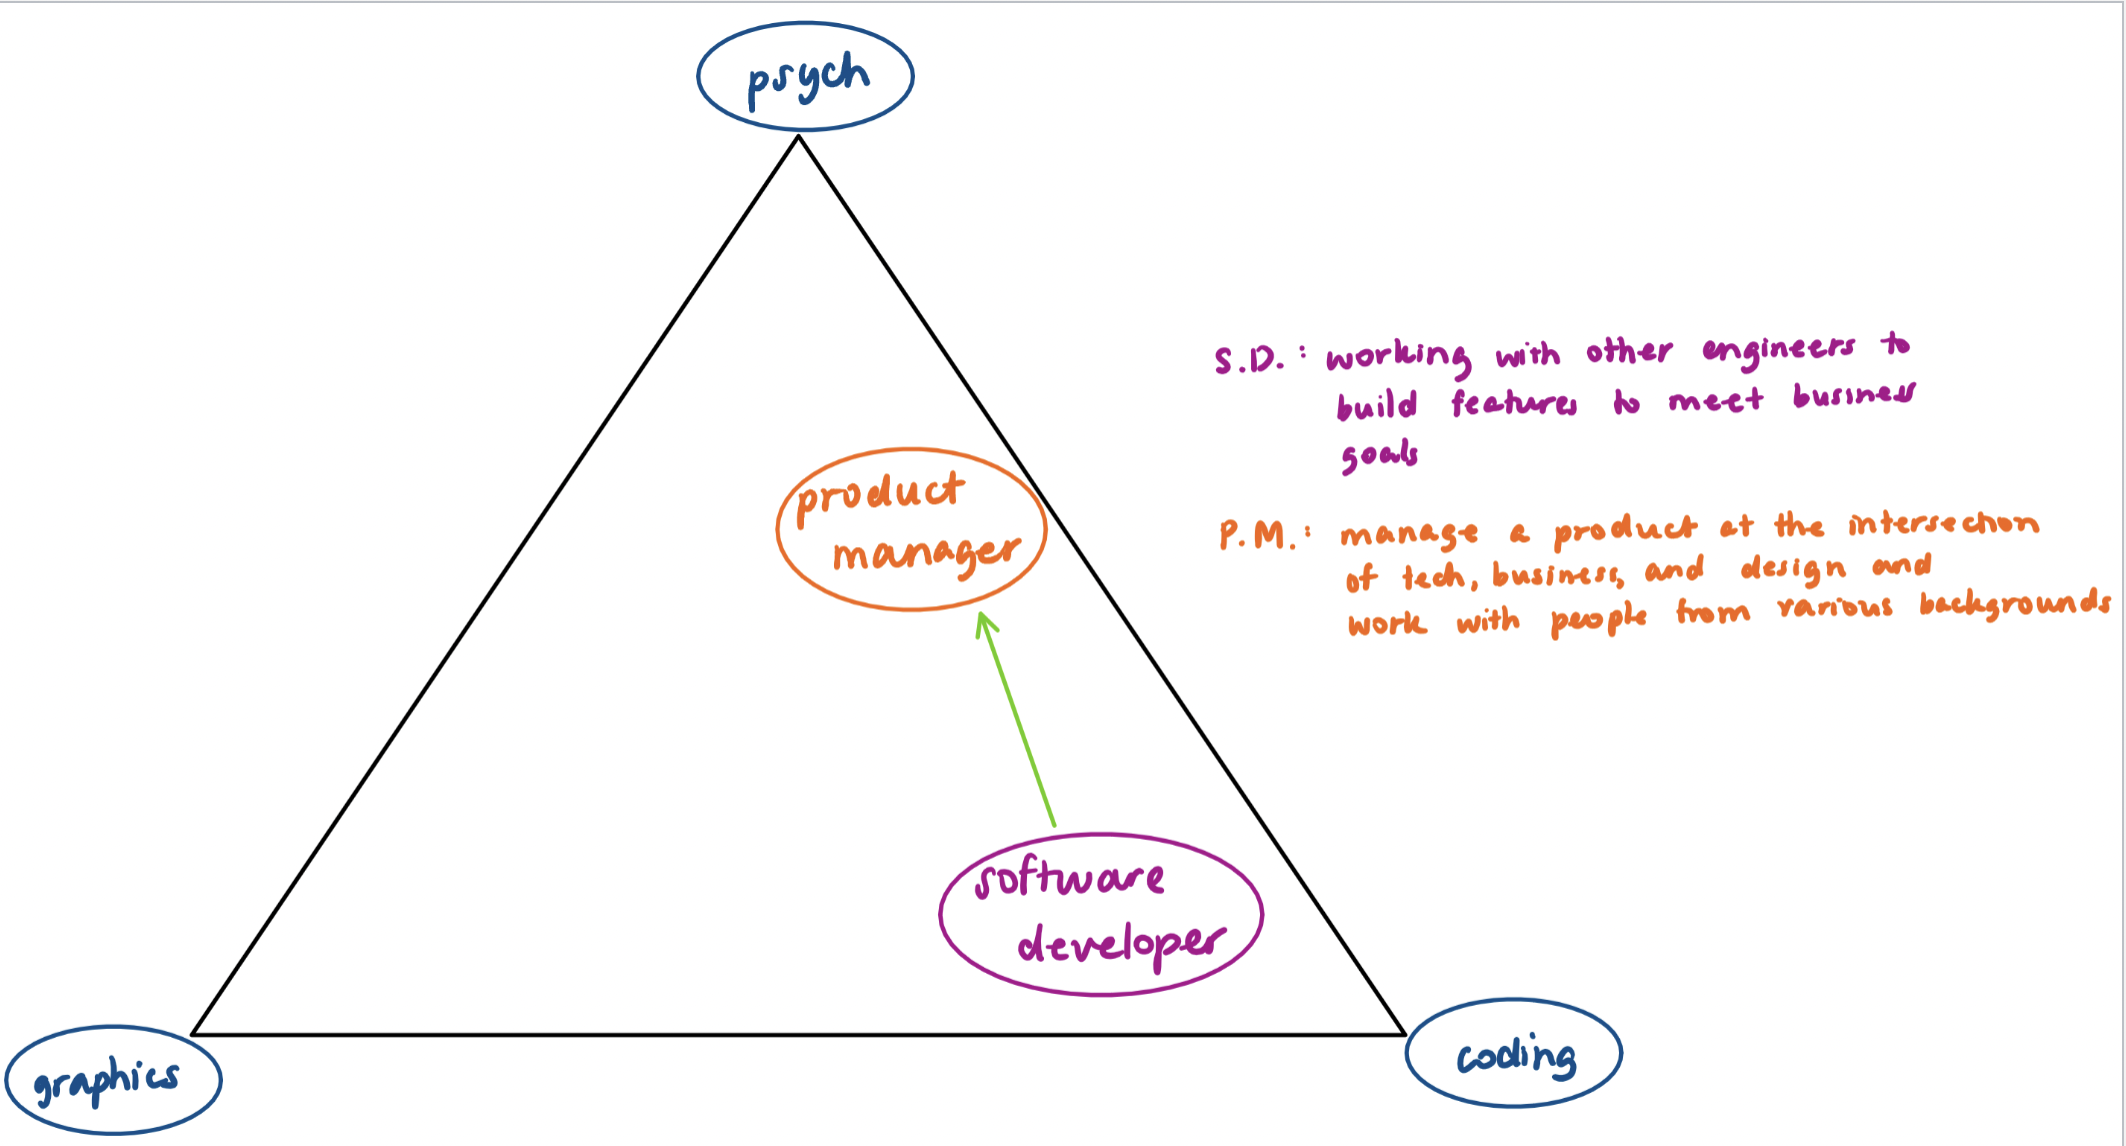 psych
S.D.: working with other engineers to
build features to meet business
goals
product
manager
P.M.: manage a product at the intersection
of tech, business, and design and
work with people from various backgrounds
software
developer
graphics
coding